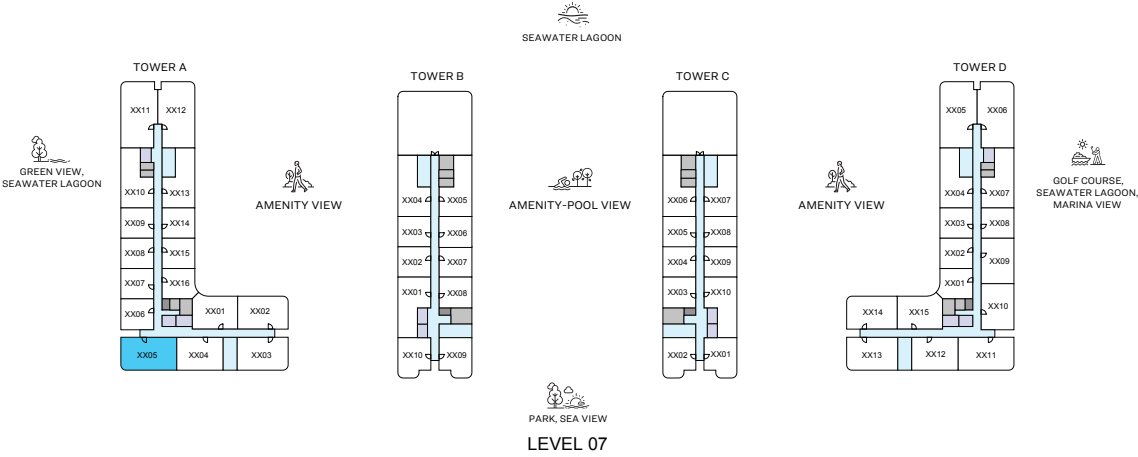 SEAWATER LAGOON
TOWER A
TOWER B
TOWER C
TOWER D
XX11
XX12
XX05
XX06
GREEN VIEW,
SEAWATER LAGOON
AMENITY VIEW
AMENITY-POOL VIEW
AMENITY VIEW
GOLF COURSE,
SEAWATER LAGOON,
MARINA VIEW
XX10
XX13
XX04
XX05
XX06
XX07
XX04
XX07
XX09
XX14
XX03
XX06
XX05
XX08
XX03
XX08
XX08
XX15
XX02
XX07
XX04
XX09
XX02
XX09
XX07
XX16
XX01
XX08
XX03
XX10
XX01
XX10
XX06
XX01
XX02
XX14
XX15
XX05
XX04
XX03
XX10
XX09
XX02
XX01
XX13
XX12
XX11
PARK, SEA VIEW
LEVEL 07